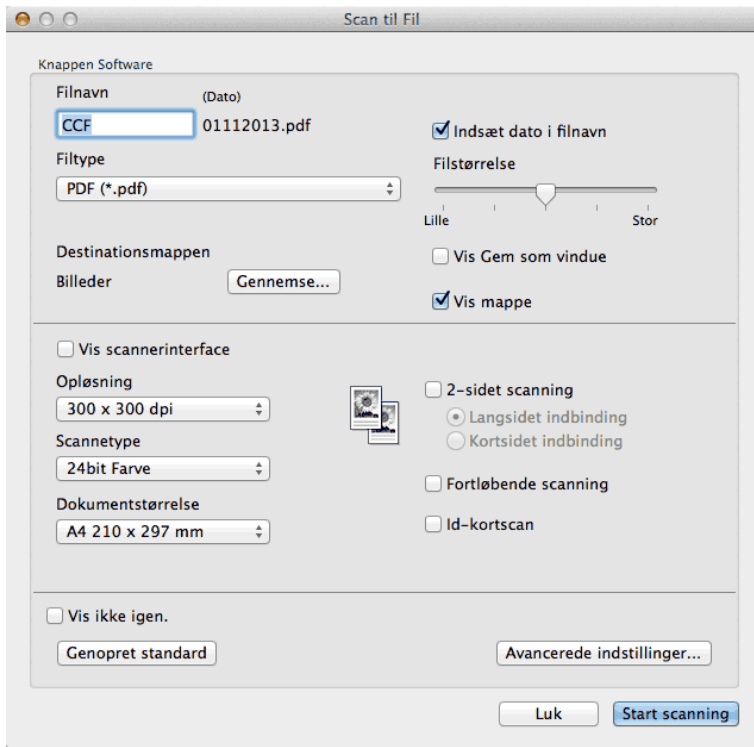 Scan til Fil
Knappen Software
Filnavn
(Dato)
CCF
01112013.pdf
Indsæt dato i filnavn
Filtype
Filstørrelse
PDF (*.pdf)
Lille
Stor
Destinationsmappen
Vis Gem som vindue
Billeder
Gennemse...
Vis mappe
Vis scannerinterface
Opløsning
2-sidet scanning
300 x 300 dpi
Langsidet indbinding
Scannetype
Kortsidet indbinding
24bit Farve
Fortløbende scanning
Dokumentstørrelse
Id-kortscan
A4 210 x 297 mm
Vis ikke igen.
Genopret standard
Avancerede indstillinger...
Luk
Start scanning